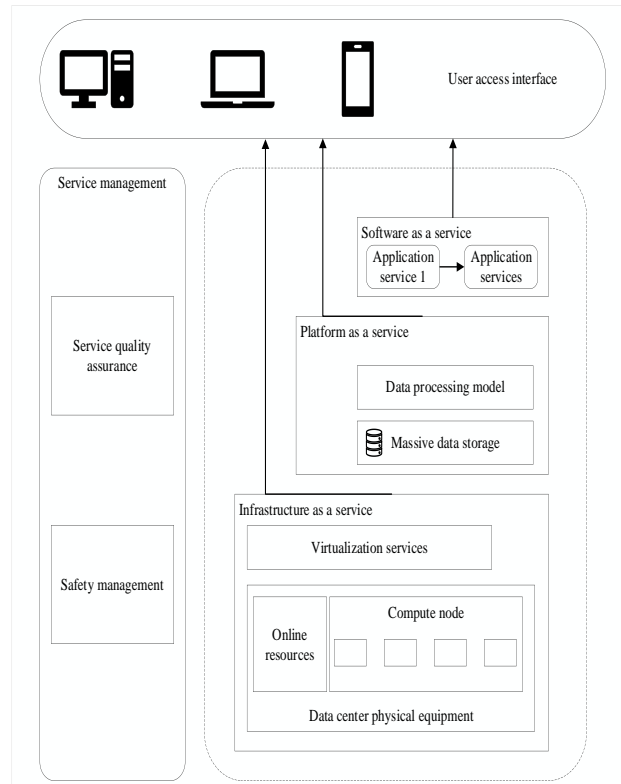 User access interface
Service management
Service quality
assurance
Safety management
Software as a service
Application
service 1
Application
services
Platform as a service
Data processing model
Massive data storage
Infrastructure as a service
Virtualization services
Online
resources
Compute node
Data center physical equipment